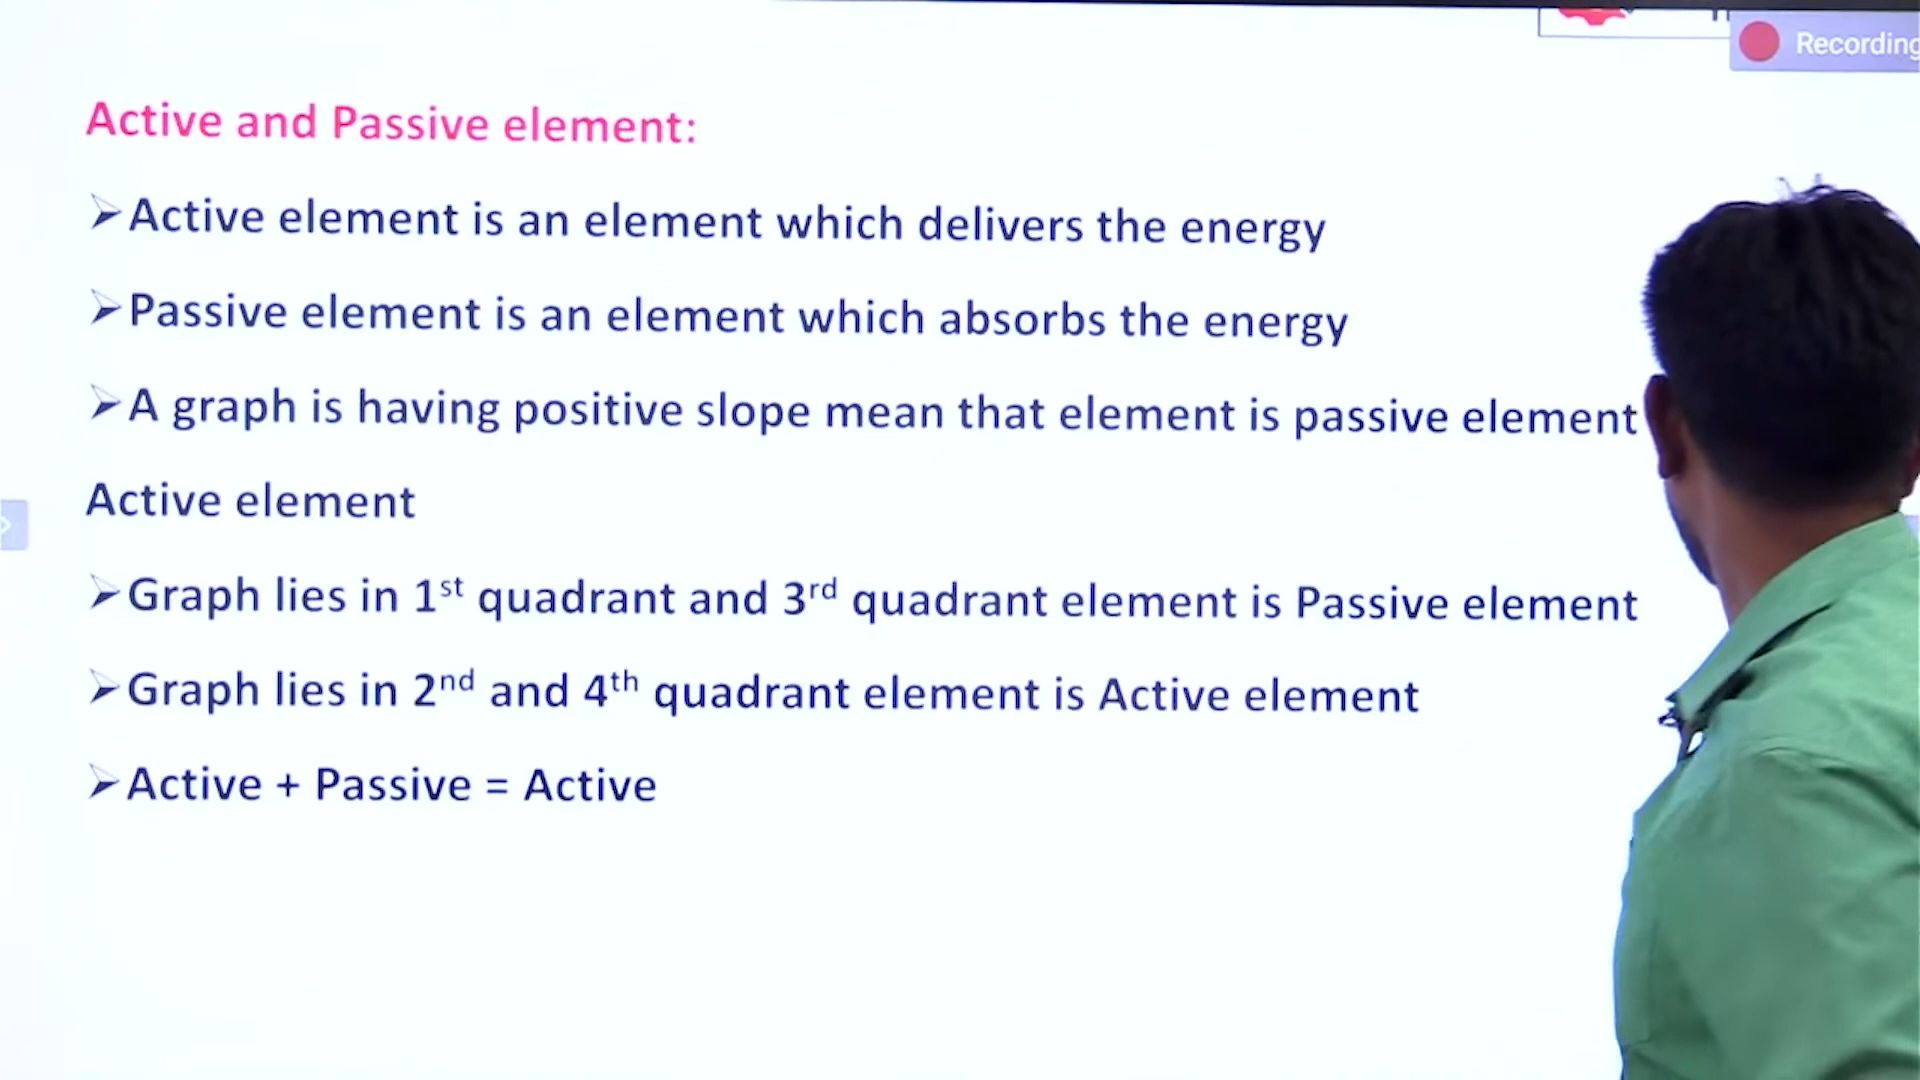 Recording
Active and Passive element:
➢Active element is an element which delivers the energy
➢Passive element is an element which absorbs the energy
➢A graph is having positive slope mean that element is passive element
Active element
➢Graph lies in 1st quadrant and 3rd quadrant element is Passive element
➢Graph lies in 2nd and 4th quadrant element is Active element
➢Active + Passive = Active